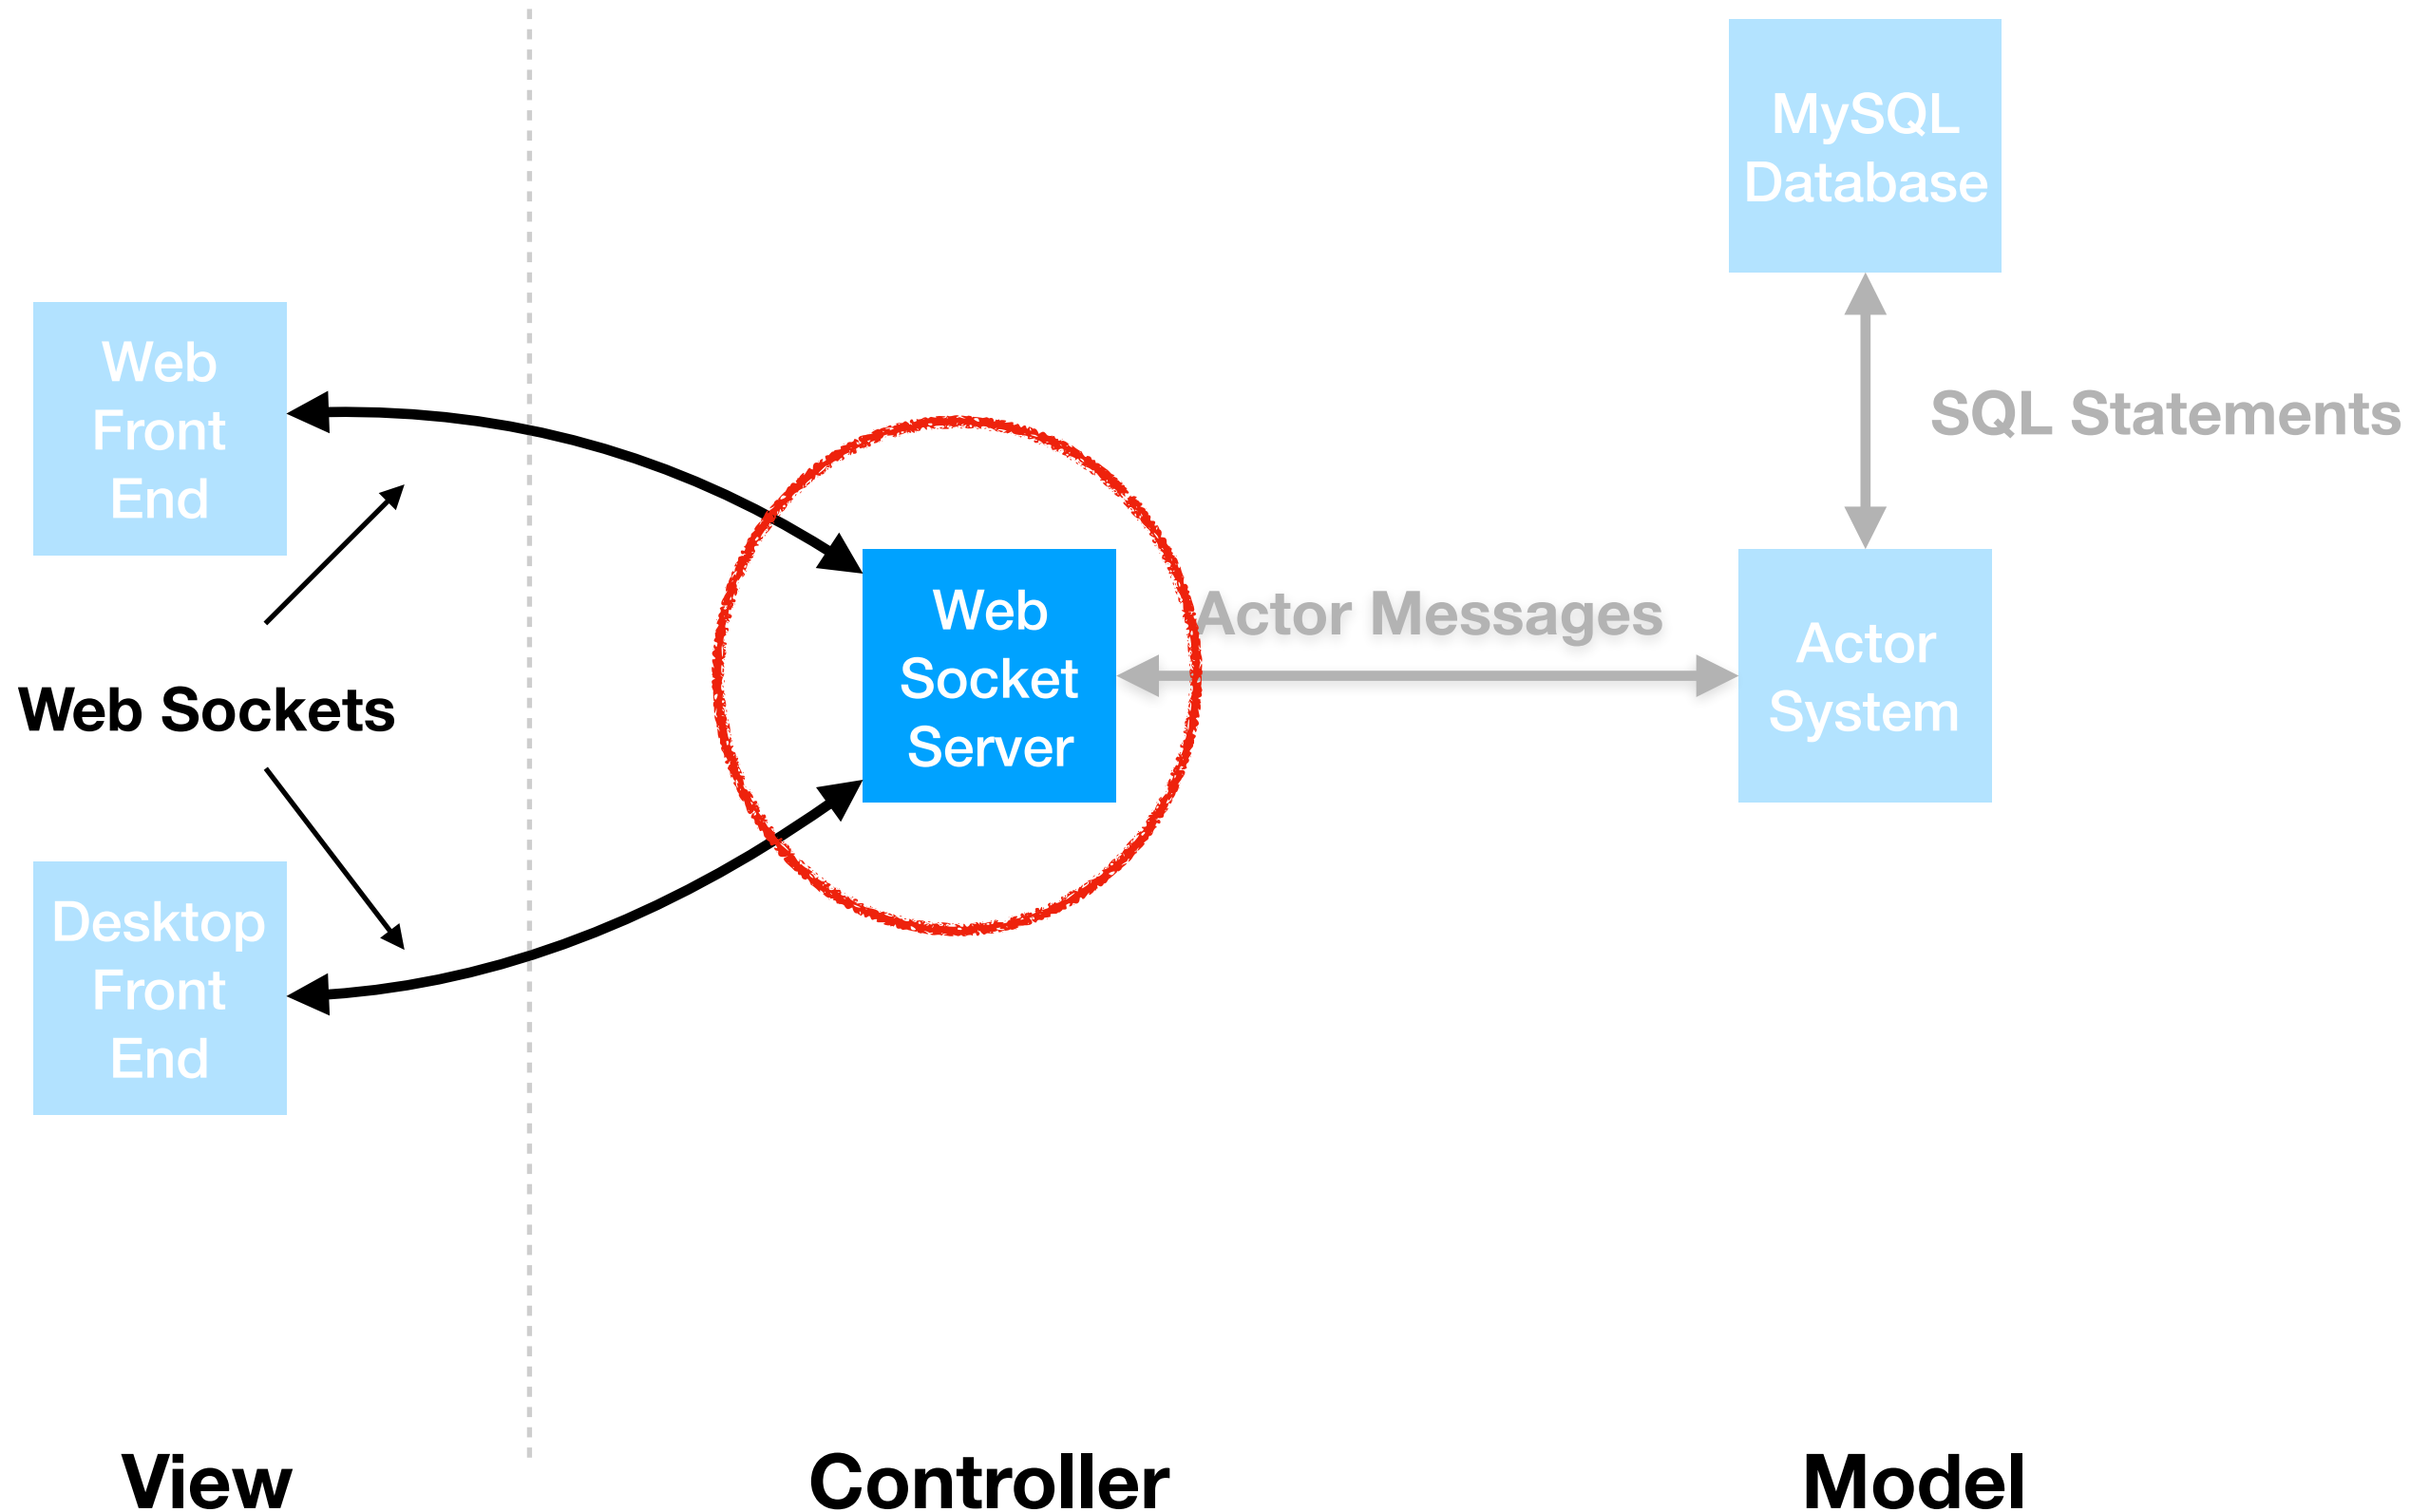 MySQL
Database
Web
Front
End
SQL Statements
Web
Socket
Server
Actor Messages
Actor
System
Web Sockets
Desktop
Front
End
View
Controller
Model